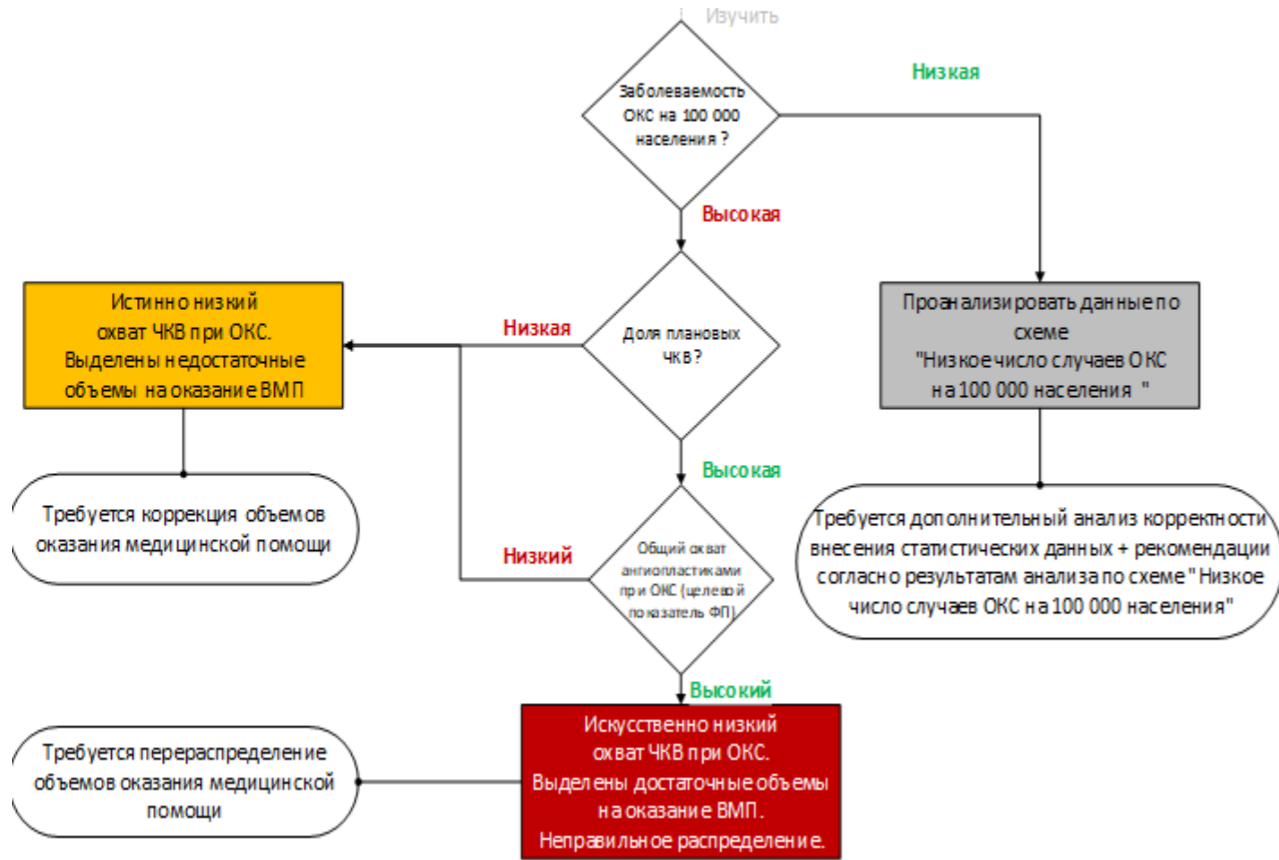 Изучить
Заболеваемость
ОКС на 100 000
населения ?
Низкая
Высокая
Истинно низкий
охват ЧКВ при ОКС.
Выделены недостаточные
объемы на оказание ВМП
Низкая
Доля плановых
ЧКВ?
Проанализировать данные по
схеме
"Низкое число случаев ОКС
на 100 000 населения "
Высокая
Требуется коррекция объемов
оказания медицинской помощи
Низкий
Общий охват
ангиопластиками
при ОКС (целевой
показатель ФП)
Требуется дополнительный анализ корректности
внесения статистических данных + рекомендации
согласно результатам анализа по схеме " Низкое
число случаев ОКС на 100 000 населения"
Высокий
Требуется перераспределение
объемов оказания медицинской
помощи
Искусственно низкий
охват ЧКВ при ОКС.
Выделены достаточные объемы
на оказание ВМП.
Неправильное распределение.